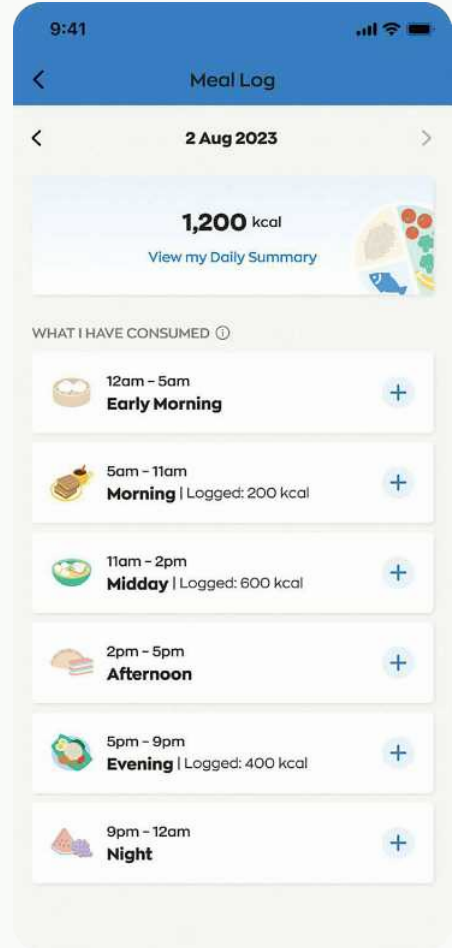 9:41
Meal Log
2 Aug 2023
1,200 kcal
View my Daily Summary
WHAT I HAVE CONSUMED
12am – 5am
Early Morning
5am – 11am
Morning | Logged: 200 kcal
11am – 2pm
Midday | Logged: 600 kcal
2pm – 5pm
Afternoon
5pm – 9pm
Evening | Logged: 400 kcal
9pm – 12am
Night